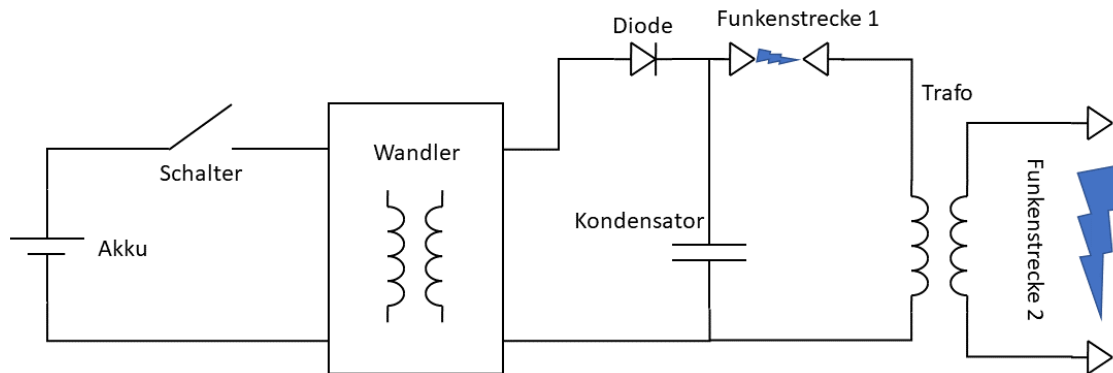 Diode
Funkenstrecke 1
Trafo
Wandler
Schalter
Kondensator
Akku
Funkenstrecke 2